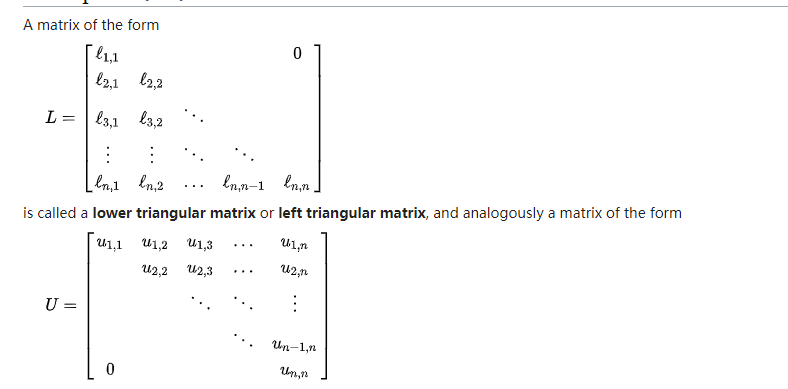 A matrix of the form
ℓ1,1 0
ℓ2,1 ℓ2,2
L = ℓ3,1 ℓ3,2 ⋱
⋮ ⋮ ⋱ ⋱
ℓn,1 ℓn,2 … ℓn,n−1 ℓn,n
is called a lower triangular matrix or left triangular matrix, and analogously a matrix of the form
u1,1 u1,2 u1,3 … u1,n
u2,2 u2,3 … u2,n
U = ⋱ ⋱ ⋮
⋱ un−1,n
0 un,n